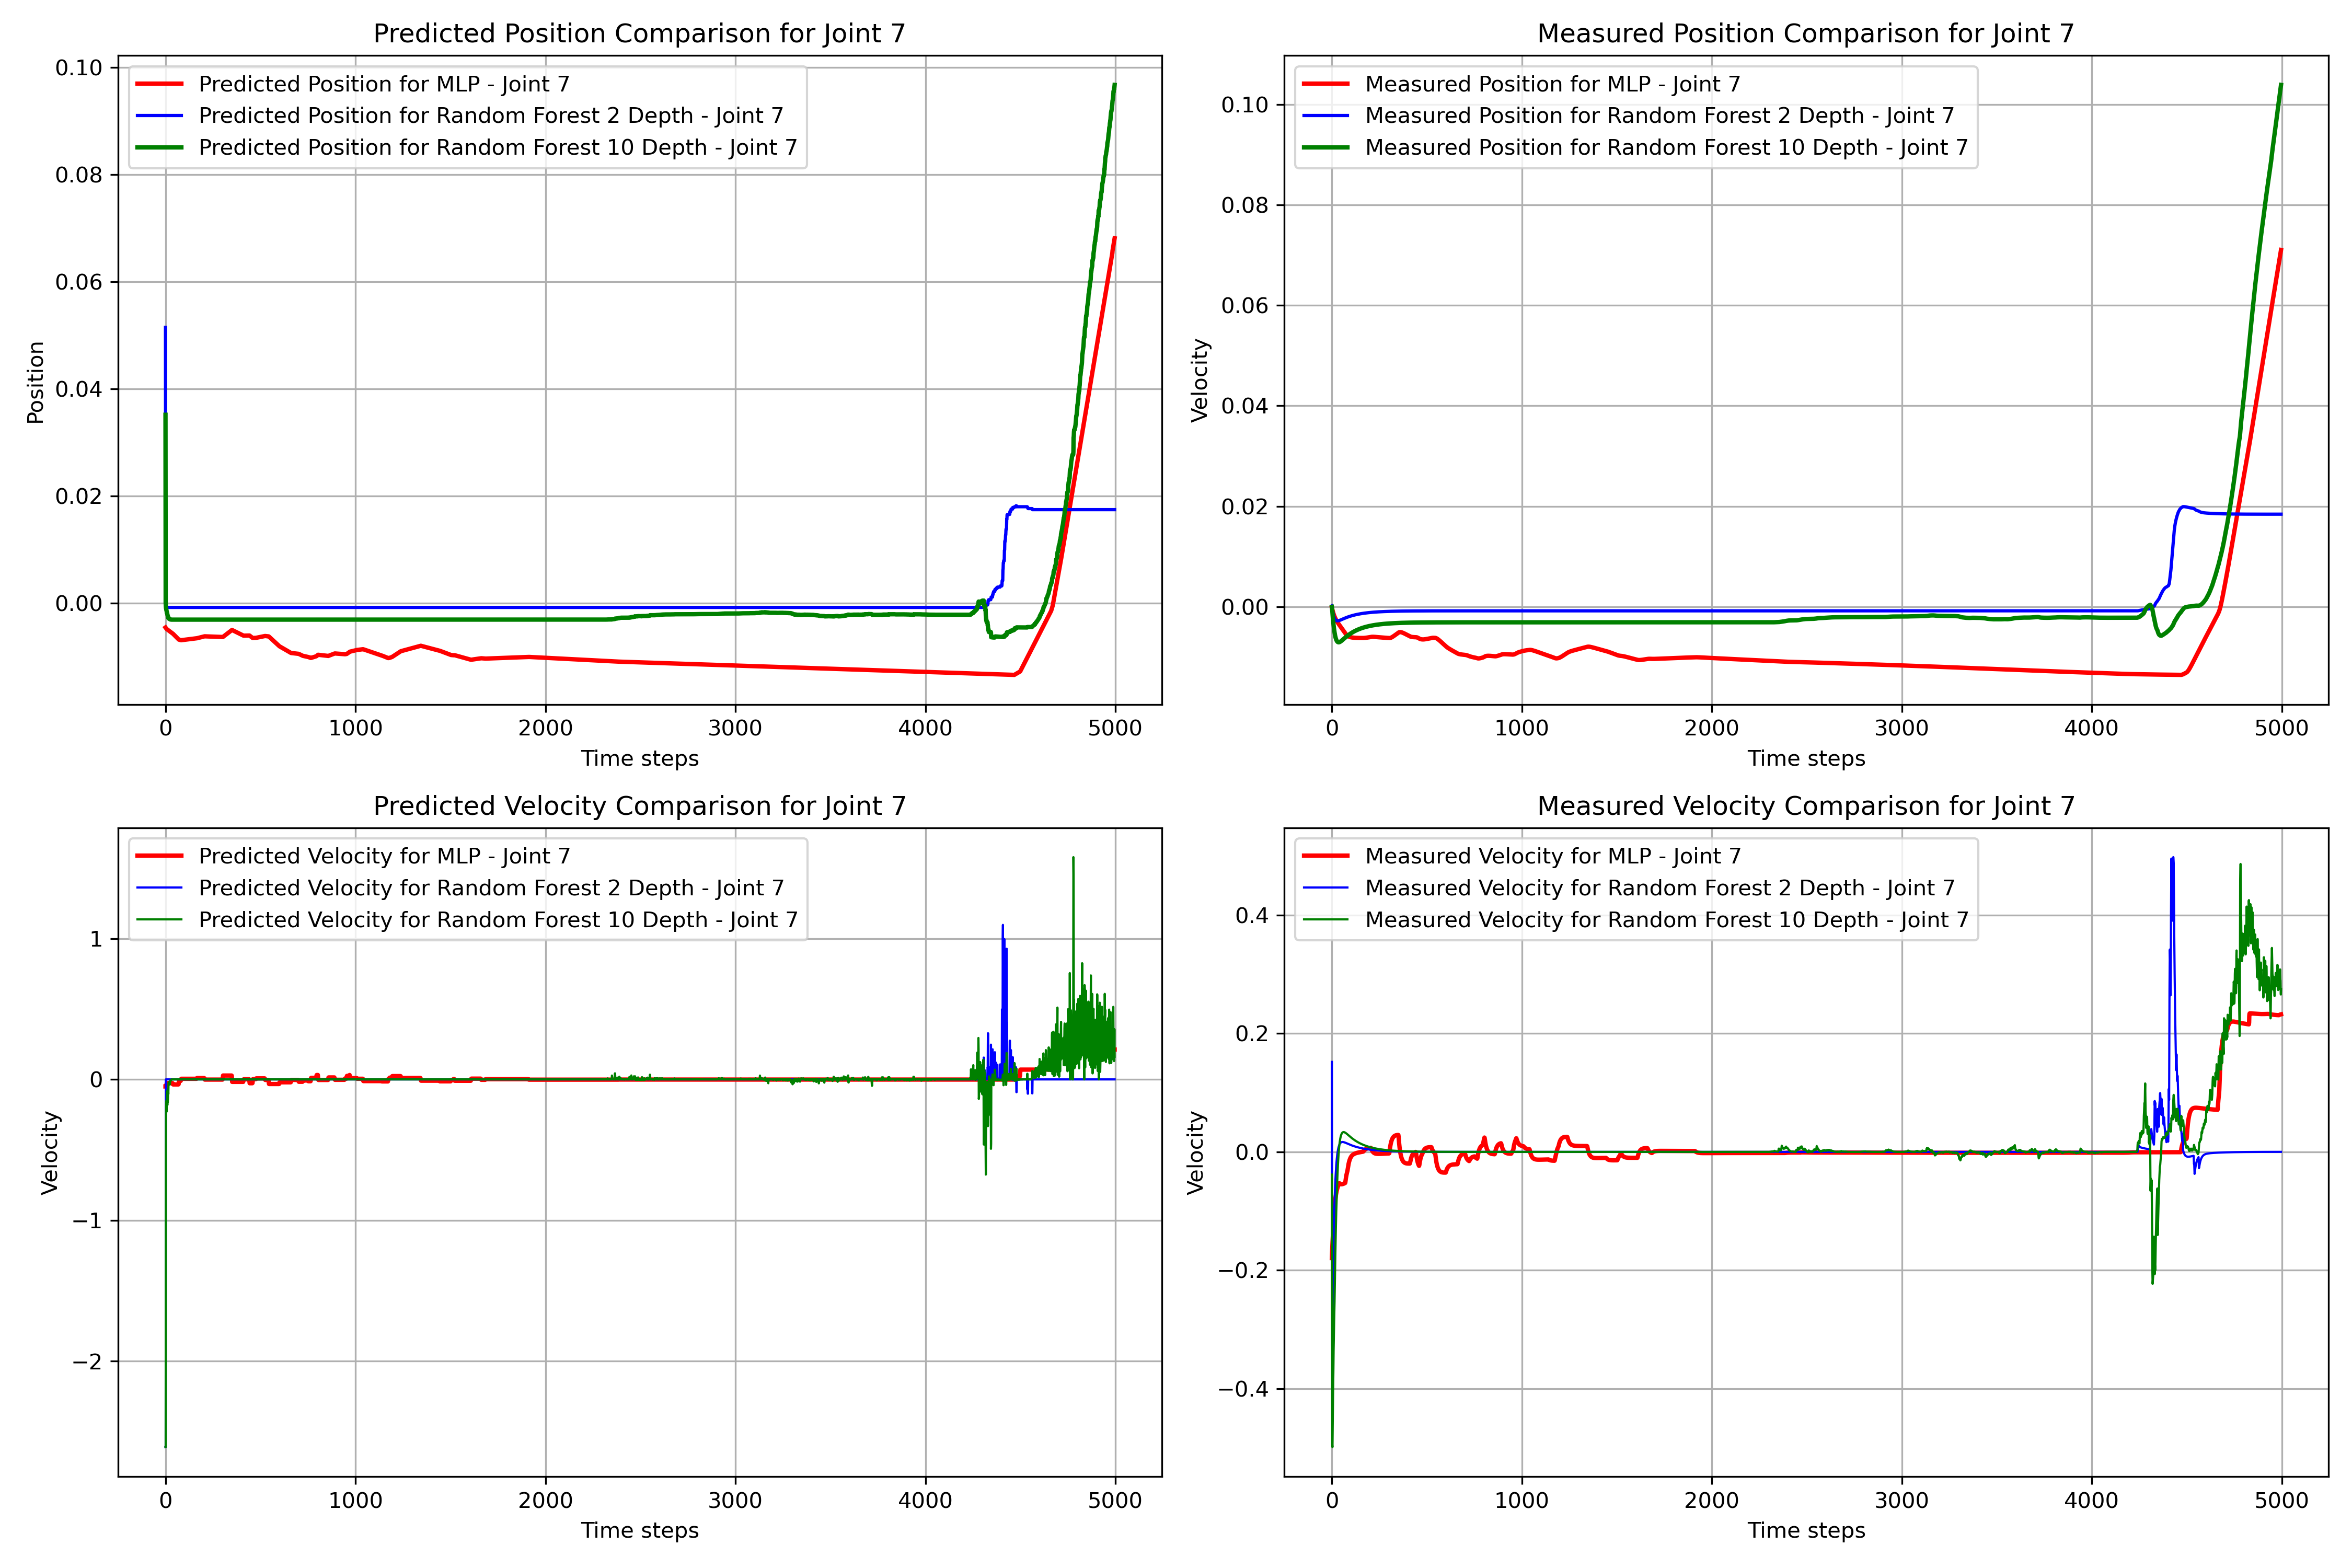 Predicted Position Comparison for Joint 7
Predicted Position for MLP - Joint 7
Predicted Position for Random Forest 2 Depth - Joint 7
Predicted Position for Random Forest 10 Depth - Joint 7
Position
0.10
0.08
0.06
0.04
0.02
0.00
0 1000 2000 3000 4000 5000
Time steps
Measured Position Comparison for Joint 7
Measured Position for MLP - Joint 7
Measured Position for Random Forest 2 Depth - Joint 7
Measured Position for Random Forest 10 Depth - Joint 7
Velocity
0.10
0.08
0.06
0.04
0.02
0.00
0 1000 2000 3000 4000 5000
Time steps
Predicted Velocity Comparison for Joint 7
Predicted Velocity for MLP - Joint 7
Predicted Velocity for Random Forest 2 Depth - Joint 7
Predicted Velocity for Random Forest 10 Depth - Joint 7
Velocity
1
0
−1
−2
0 1000 2000 3000 4000 5000
Time steps
Measured Velocity Comparison for Joint 7
Measured Velocity for MLP - Joint 7
Measured Velocity for Random Forest 2 Depth - Joint 7
Measured Velocity for Random Forest 10 Depth - Joint 7
Velocity
0.4
0.2
0.0
−0.2
−0.4
0 1000 2000 3000 4000 5000
Time steps